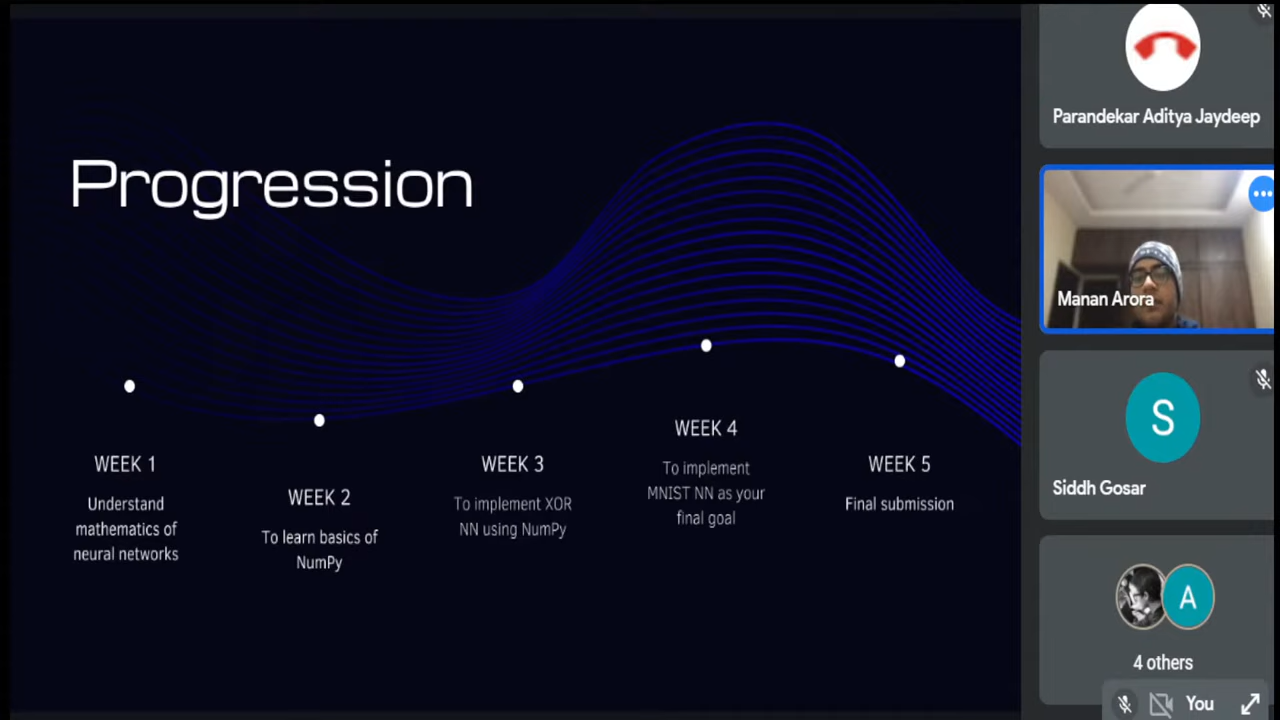 Progression
WEEK 1
Understand
mathematics of
neural networks
WEEK 2
To learn basics of
NumPy
WEEK 3
To implement XOR
NN using NumPy
WEEK 4
To implement
MNIST NN as your
final goal
WEEK 5
Final submission
Parandekar Aditya Jaydeep
Manan Arora
S
Siddh Gosar
A
4 others
You